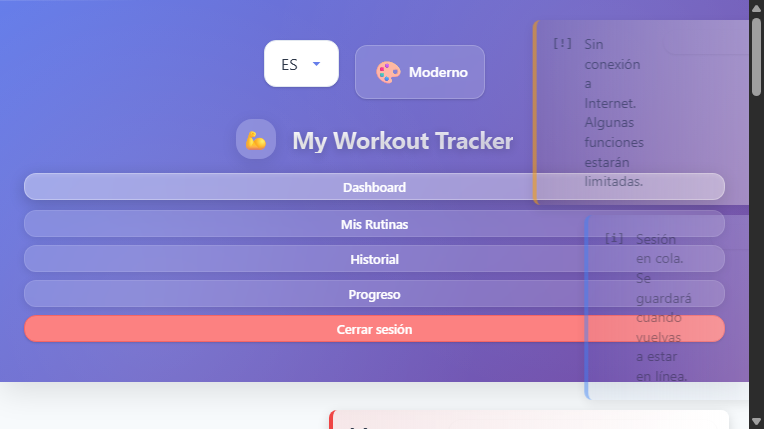 ES
Moderno
My Workout Tracker
Dashboard
Mis Rutinas
Historial
Progreso
Cerrar sesión
[!] Sin
conexión
a
Internet.
Algunas
funciones
estarán
limitadas.
[i] Sesión
en cola.
Se
guardará
cuando
vuelvas
a estar
en línea.